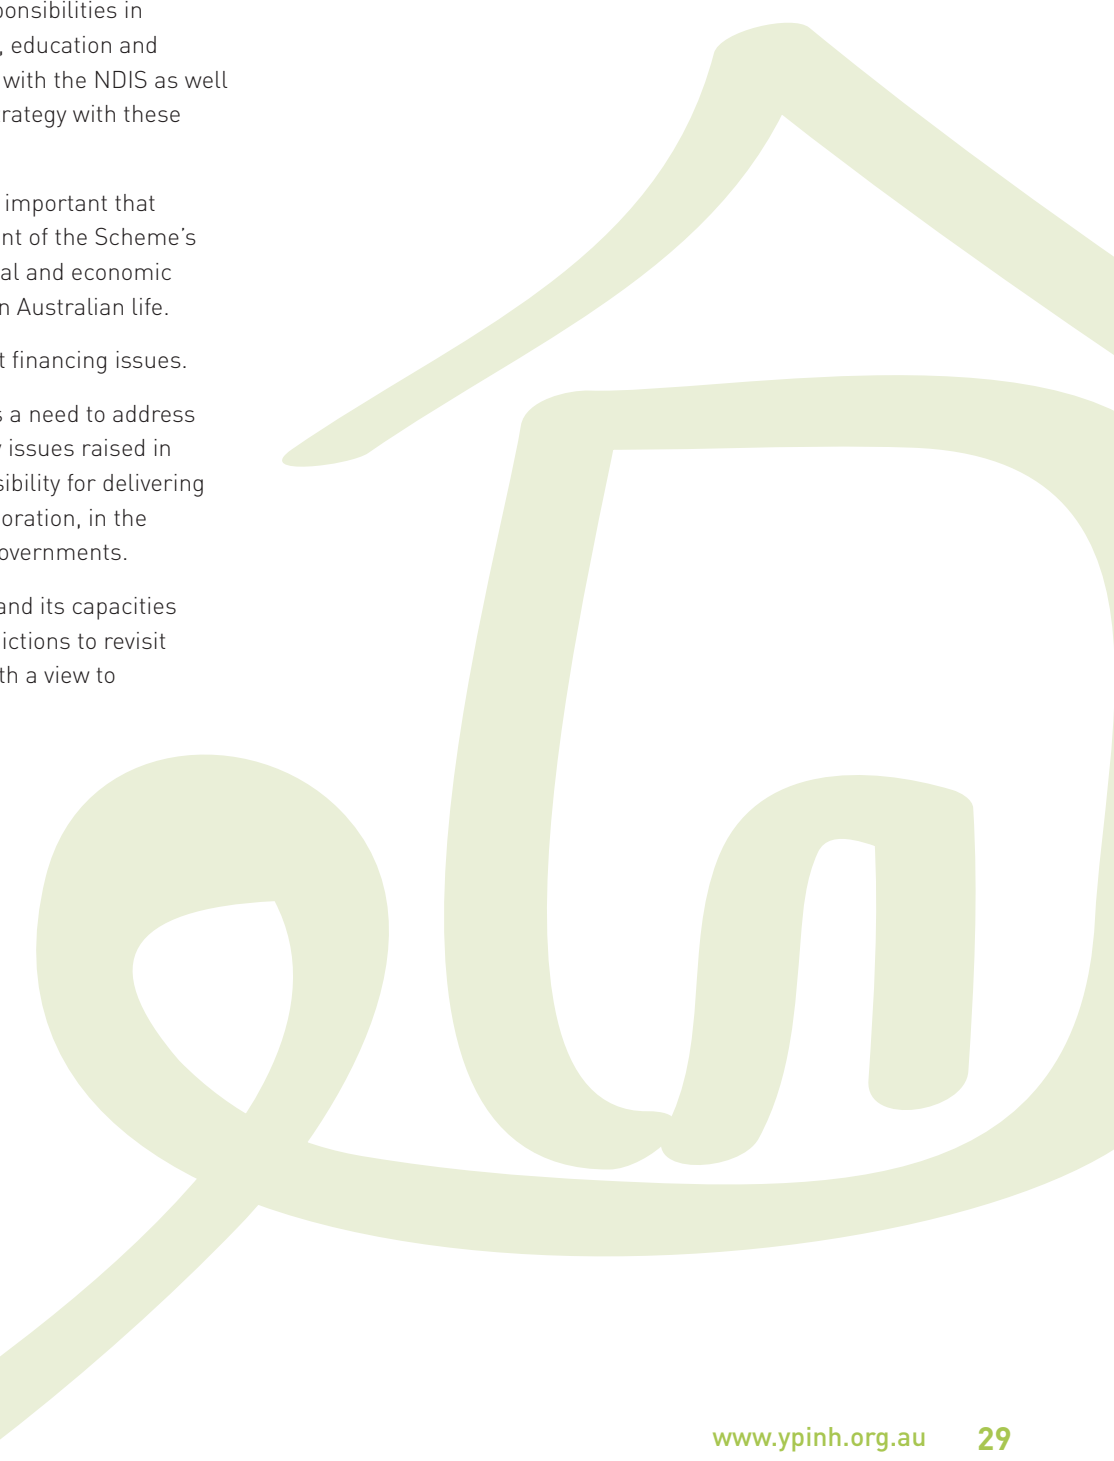 onsibilities in
, education and
with the NDIS as well
rategy with these
important that
nt of the Scheme's
al and economic
n Australian life.
t financing issues.
s a need to address
issues raised in
sibility for delivering
oration, in the
overnments.
and its capacities
ictions to revisit
th a view to
www.ypinh.org.au 29